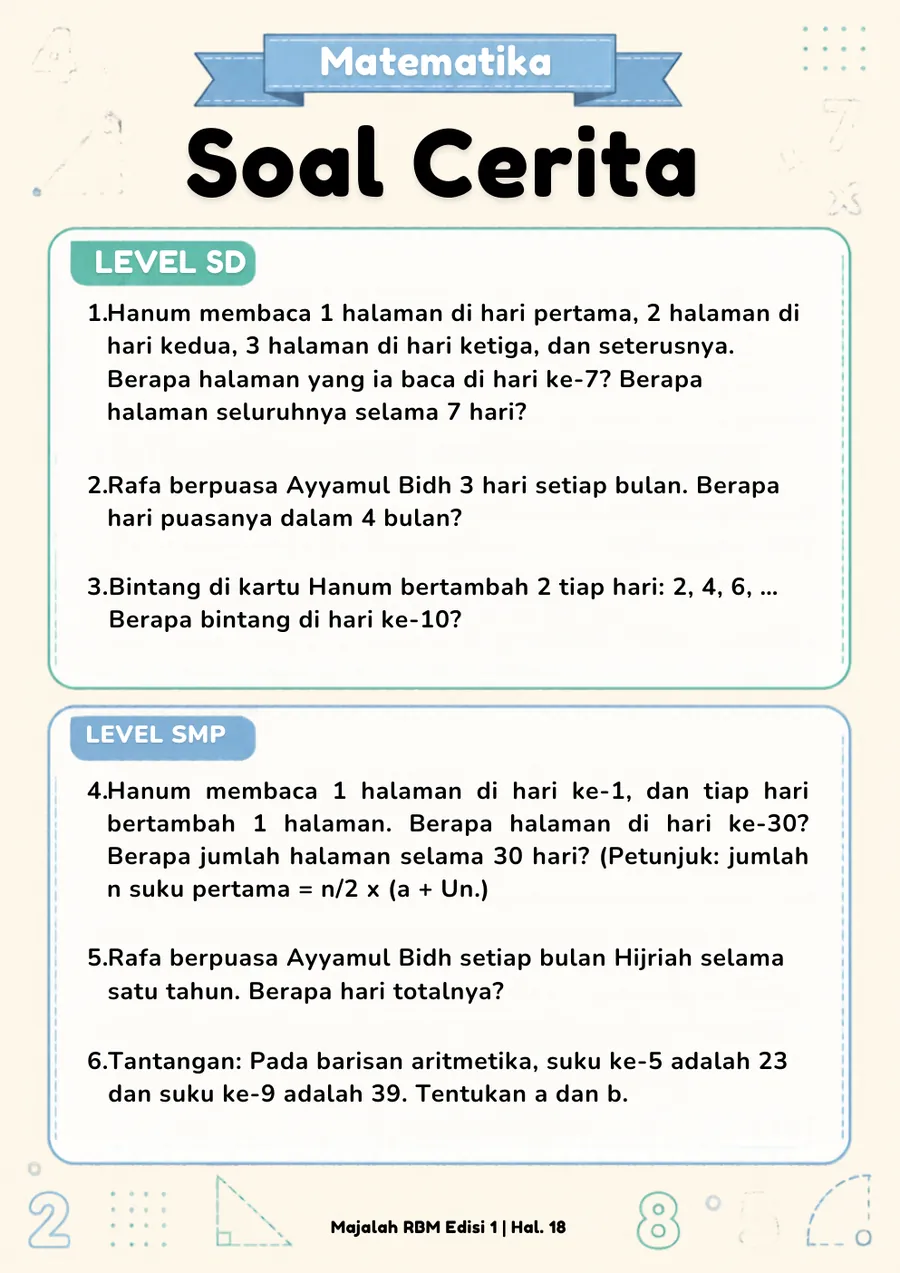 Matematika
Soal Cerita
LEVEL SD
1.Hanum membaca 1 halaman di hari pertama, 2 halaman di
hari kedua, 3 halaman di hari ketiga, dan seterusnya.
Berapa halaman yang ia baca di hari ke-7? Berapa
halaman seluruhnya selama 7 hari?
2.Rafa berpuasa Ayyamul Bidh 3 hari setiap bulan. Berapa
hari puasanya dalam 4 bulan?
3.Bintang di kartu Hanum bertambah 2 tiap hari: 2, 4, 6, ...
Berapa bintang di hari ke-10?
LEVEL SMP
4.Hanum membaca 1 halaman di hari ke-1, dan tiap hari
bertambah 1 halaman. Berapa halaman di hari ke-30?
Berapa jumlah halaman selama 30 hari? (Petunjuk: jumlah
n suku pertama = n/2 x (a + Un.)
5.Rafa berpuasa Ayyamul Bidh setiap bulan Hijriah selama
satu tahun. Berapa hari totalnya?
6.Tantangan: Pada barisan aritmetika, suku ke-5 adalah 23
dan suku ke-9 adalah 39. Tentukan a dan b.
2
Majalah RBM Edisi 1 | Hal. 18
8